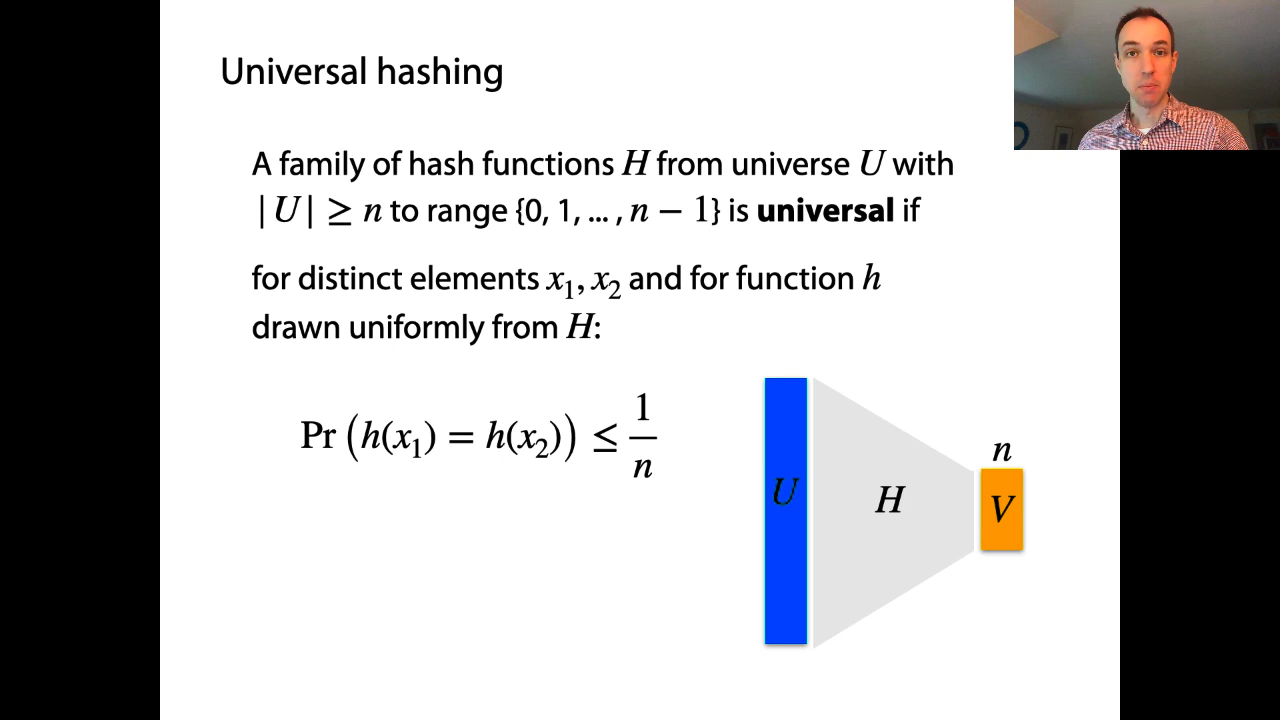 Universal hashing
A family of hash functions H from universe U with
|U| ≥ n to range {0, 1, ... , n − 1} is universal if
for distinct elements x₁, x₂ and for function h
drawn uniformly from H:
Pr (h(x₁) = h(x₂)) ≤ 1/n
n
U
H
V